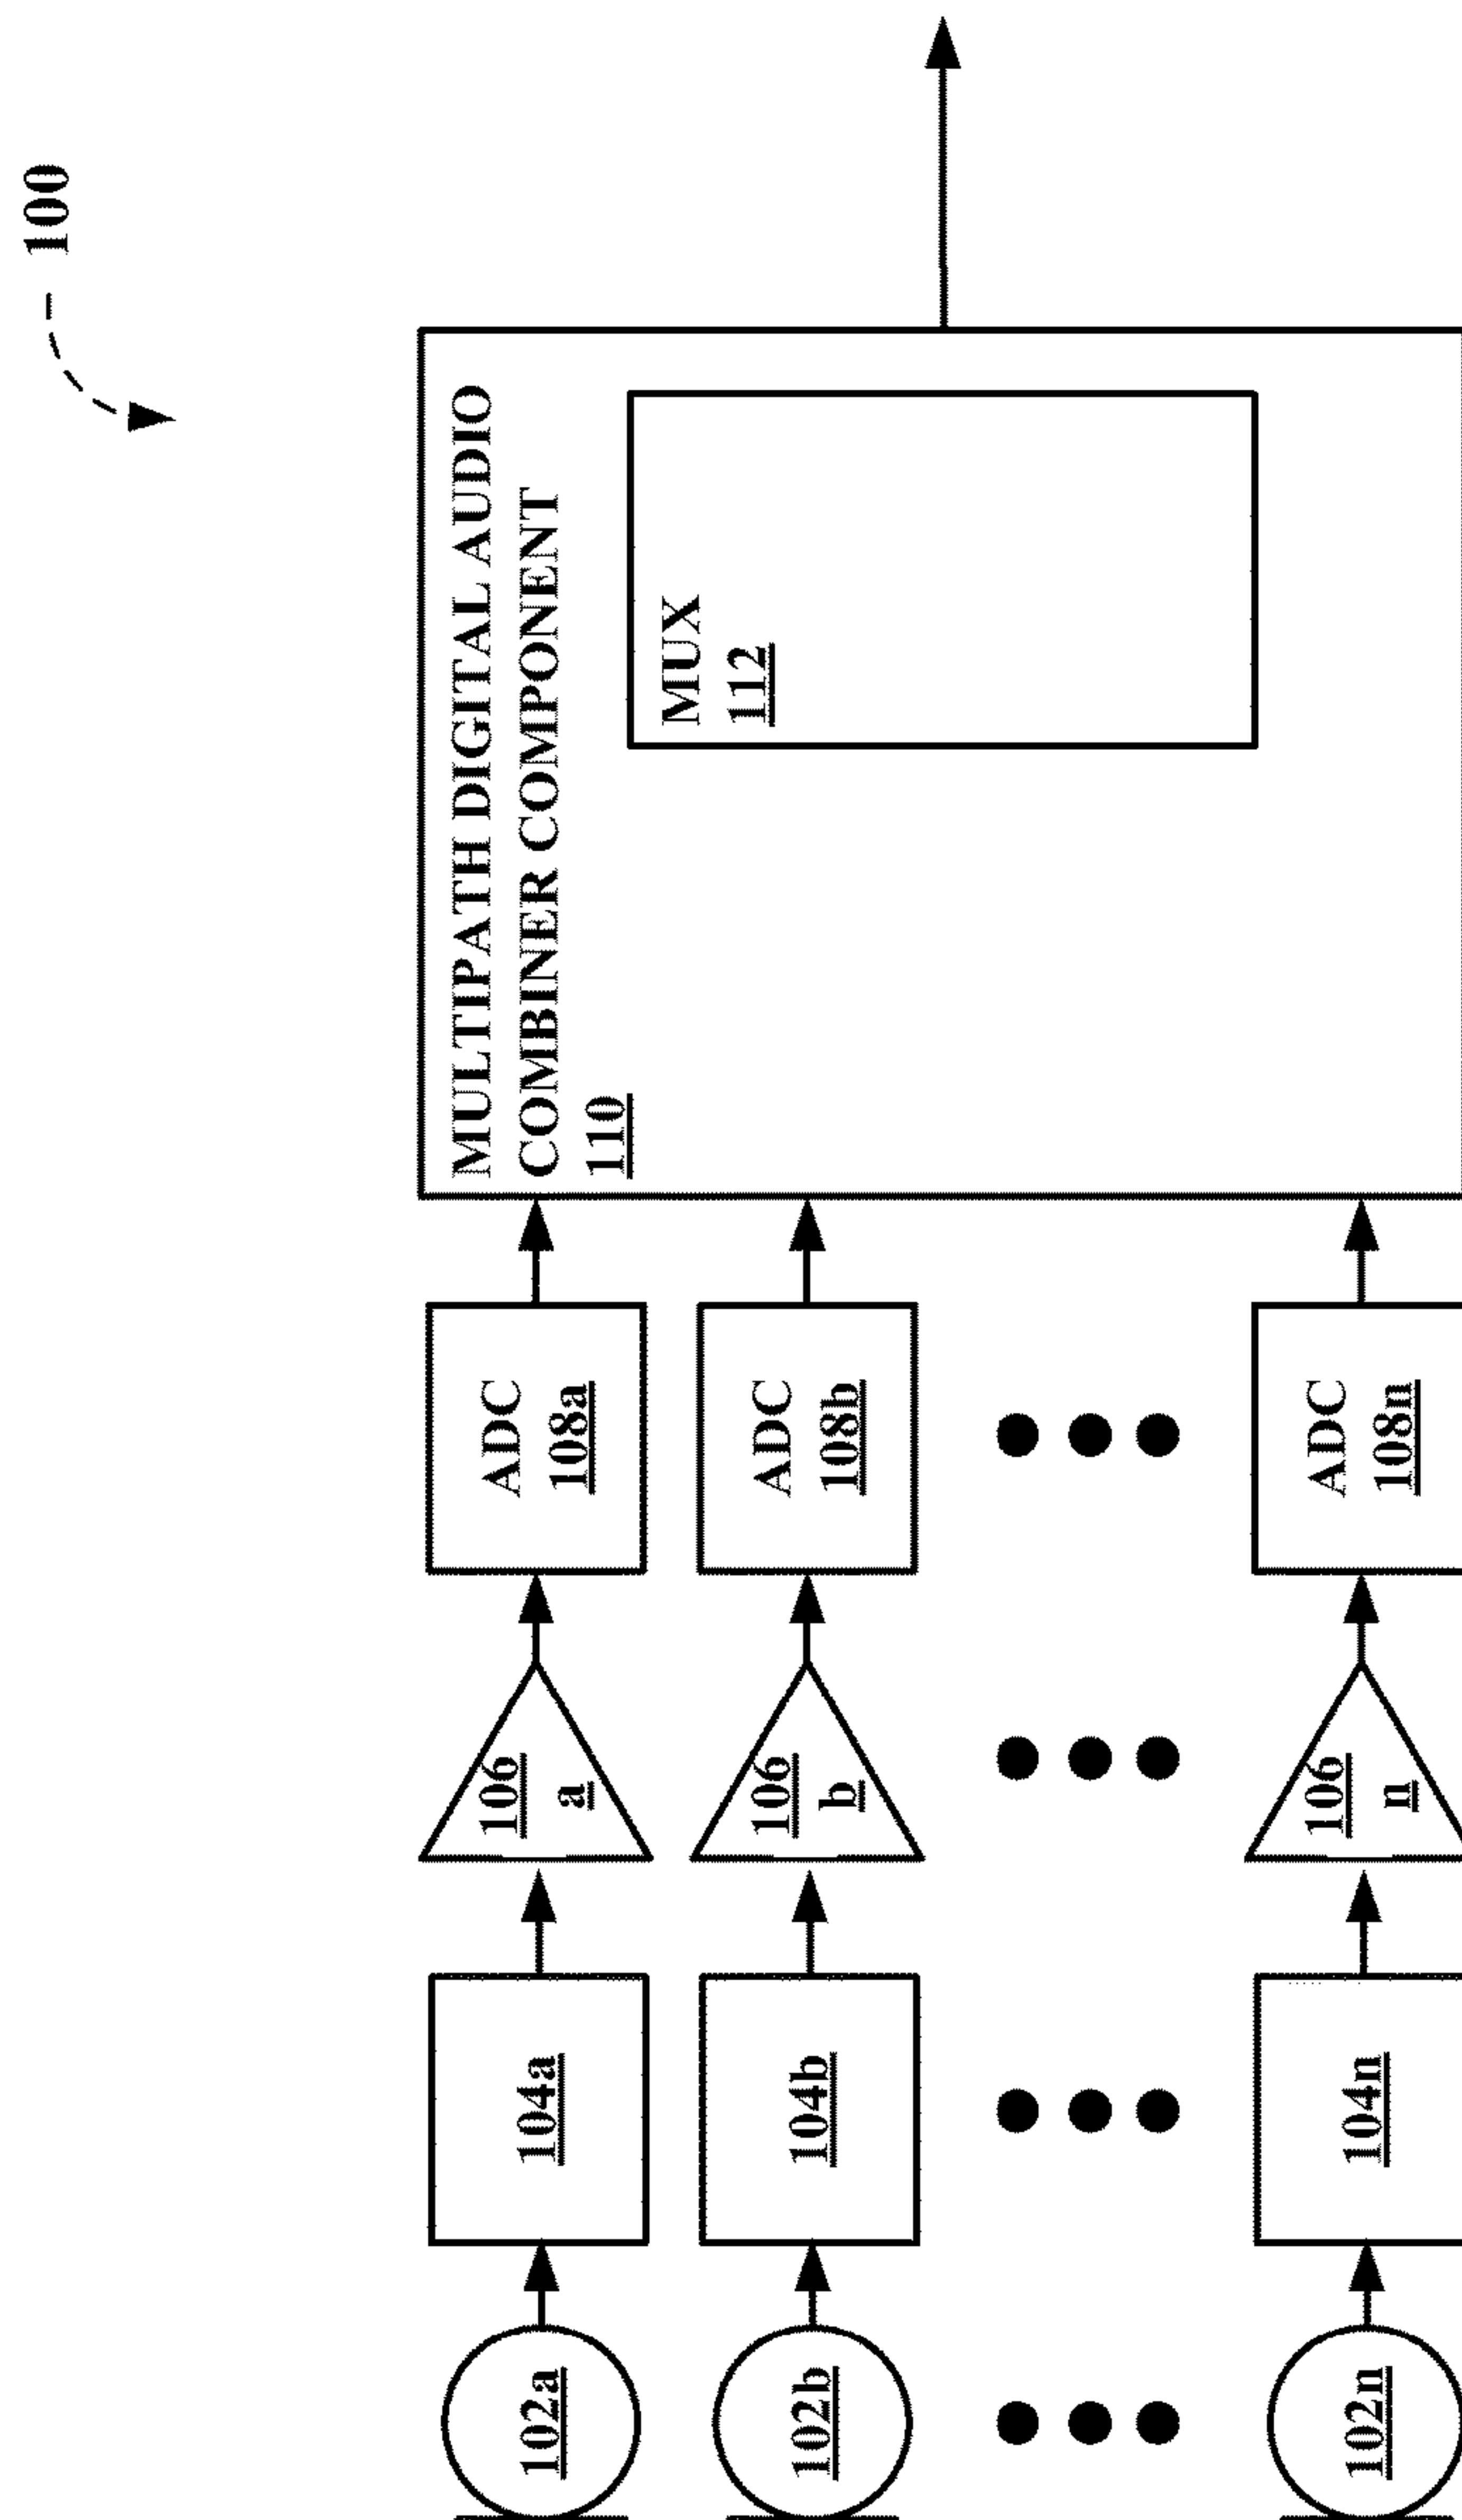 100
MULTIPATH DIGITAL AUDIO
COMBINER COMPONENT
110
MUX
112
102a
104a
106
a
ADC
108a
102b
104b
106
b
ADC
108b
102n
104n
106
n
ADC
108n